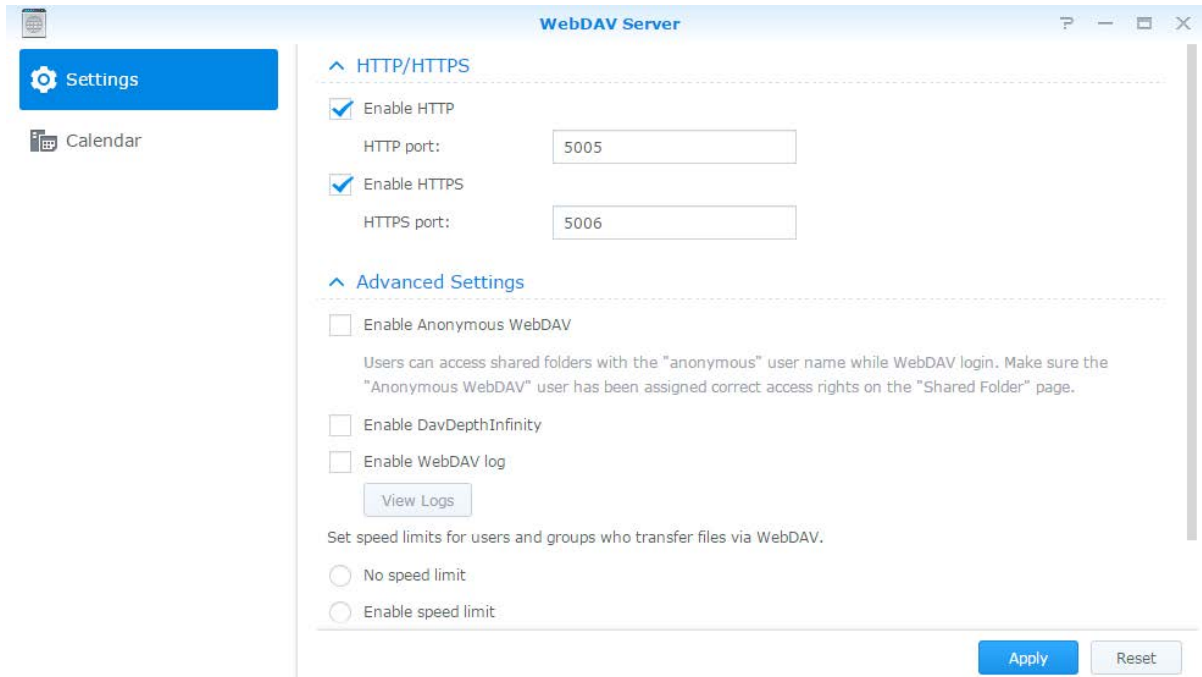 WebDAV Server
Settings
Calendar
HTTP/HTTPS
Enable HTTP
HTTP port: 5005
Enable HTTPS
HTTPS port: 5006
Advanced Settings
Enable Anonymous WebDAV
Users can access shared folders with the "anonymous" user name while WebDAV login. Make sure the
"Anonymous WebDAV" user has been assigned correct access rights on the "Shared Folder" page.
Enable DavDepthInfinity
Enable WebDAV log
View Logs
Set speed limits for users and groups who transfer files via WebDAV.
No speed limit
Enable speed limit
Apply Reset